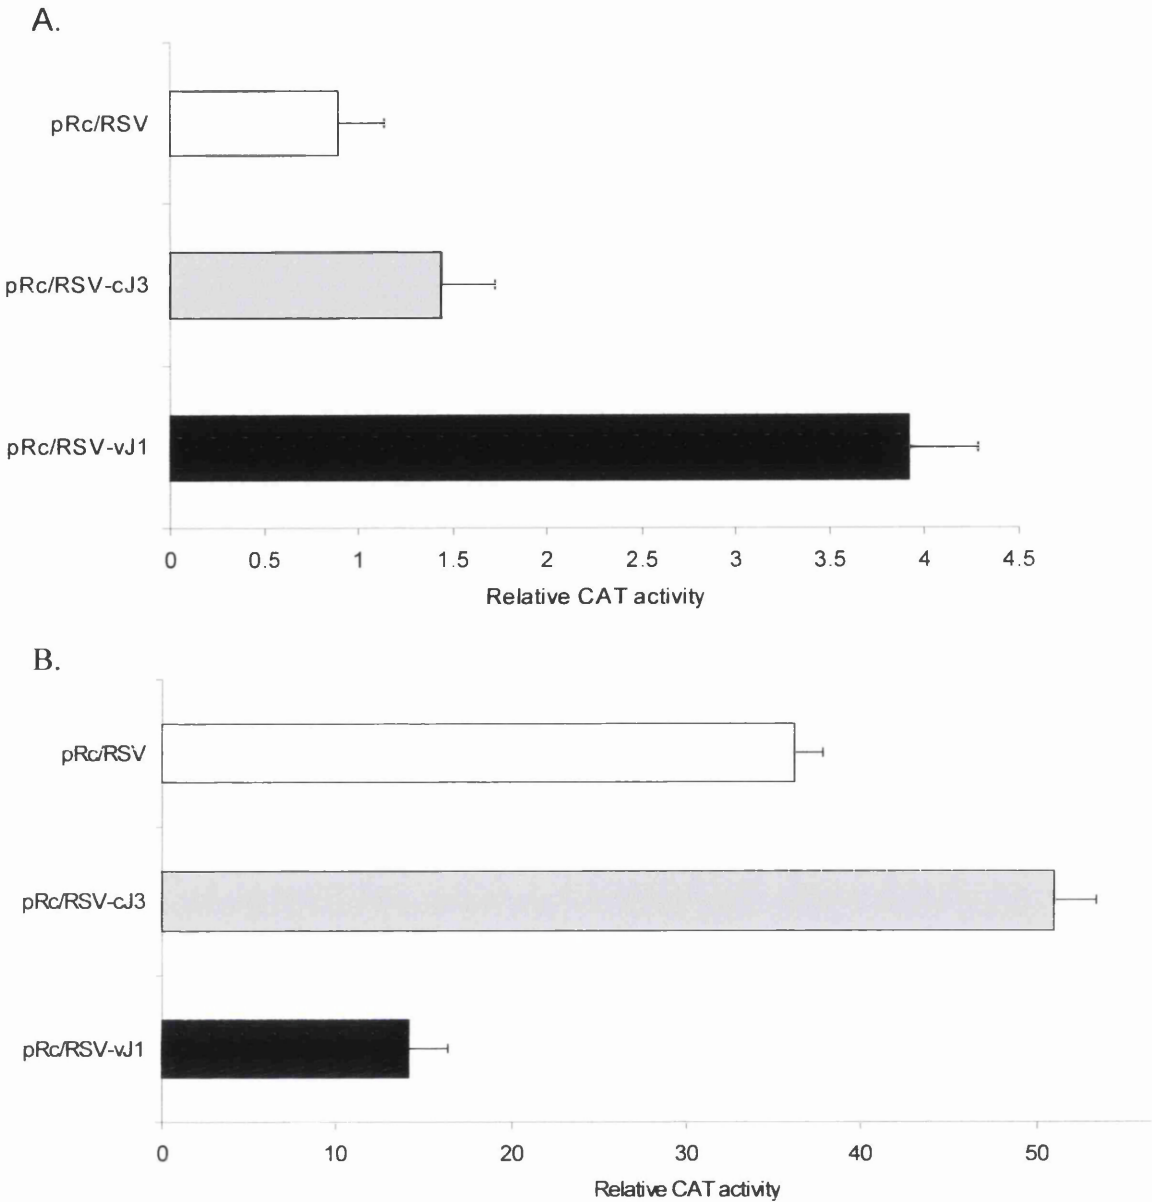 A.
pRc/RSV
pRc/RSV-cJ3
pRc/RSV-vJ1
0 0.5 1 1.5 2 2.5 3 3.5 4 4.5
Relative CAT activity
B.
pRc/RSV
pRc/RSV-cJ3
pRc/RSV-vJ1
0 10 20 30 40 50
Relative CAT activity